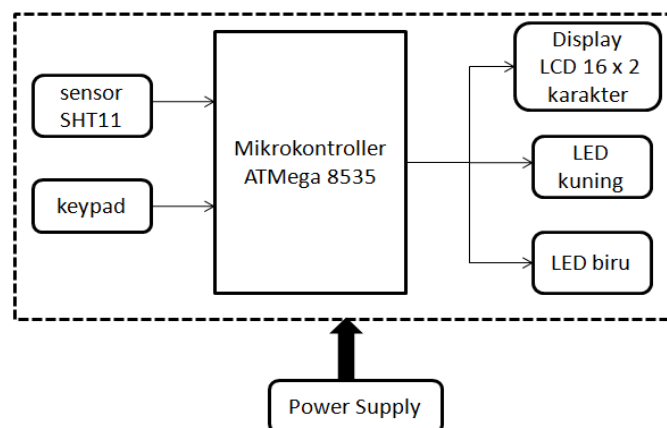 sensor
SHT11
keypad
Mikrokontroller
ATMega 8535
Display
LCD 16 x 2
karakter
LED
kuning
LED biru
Power Supply